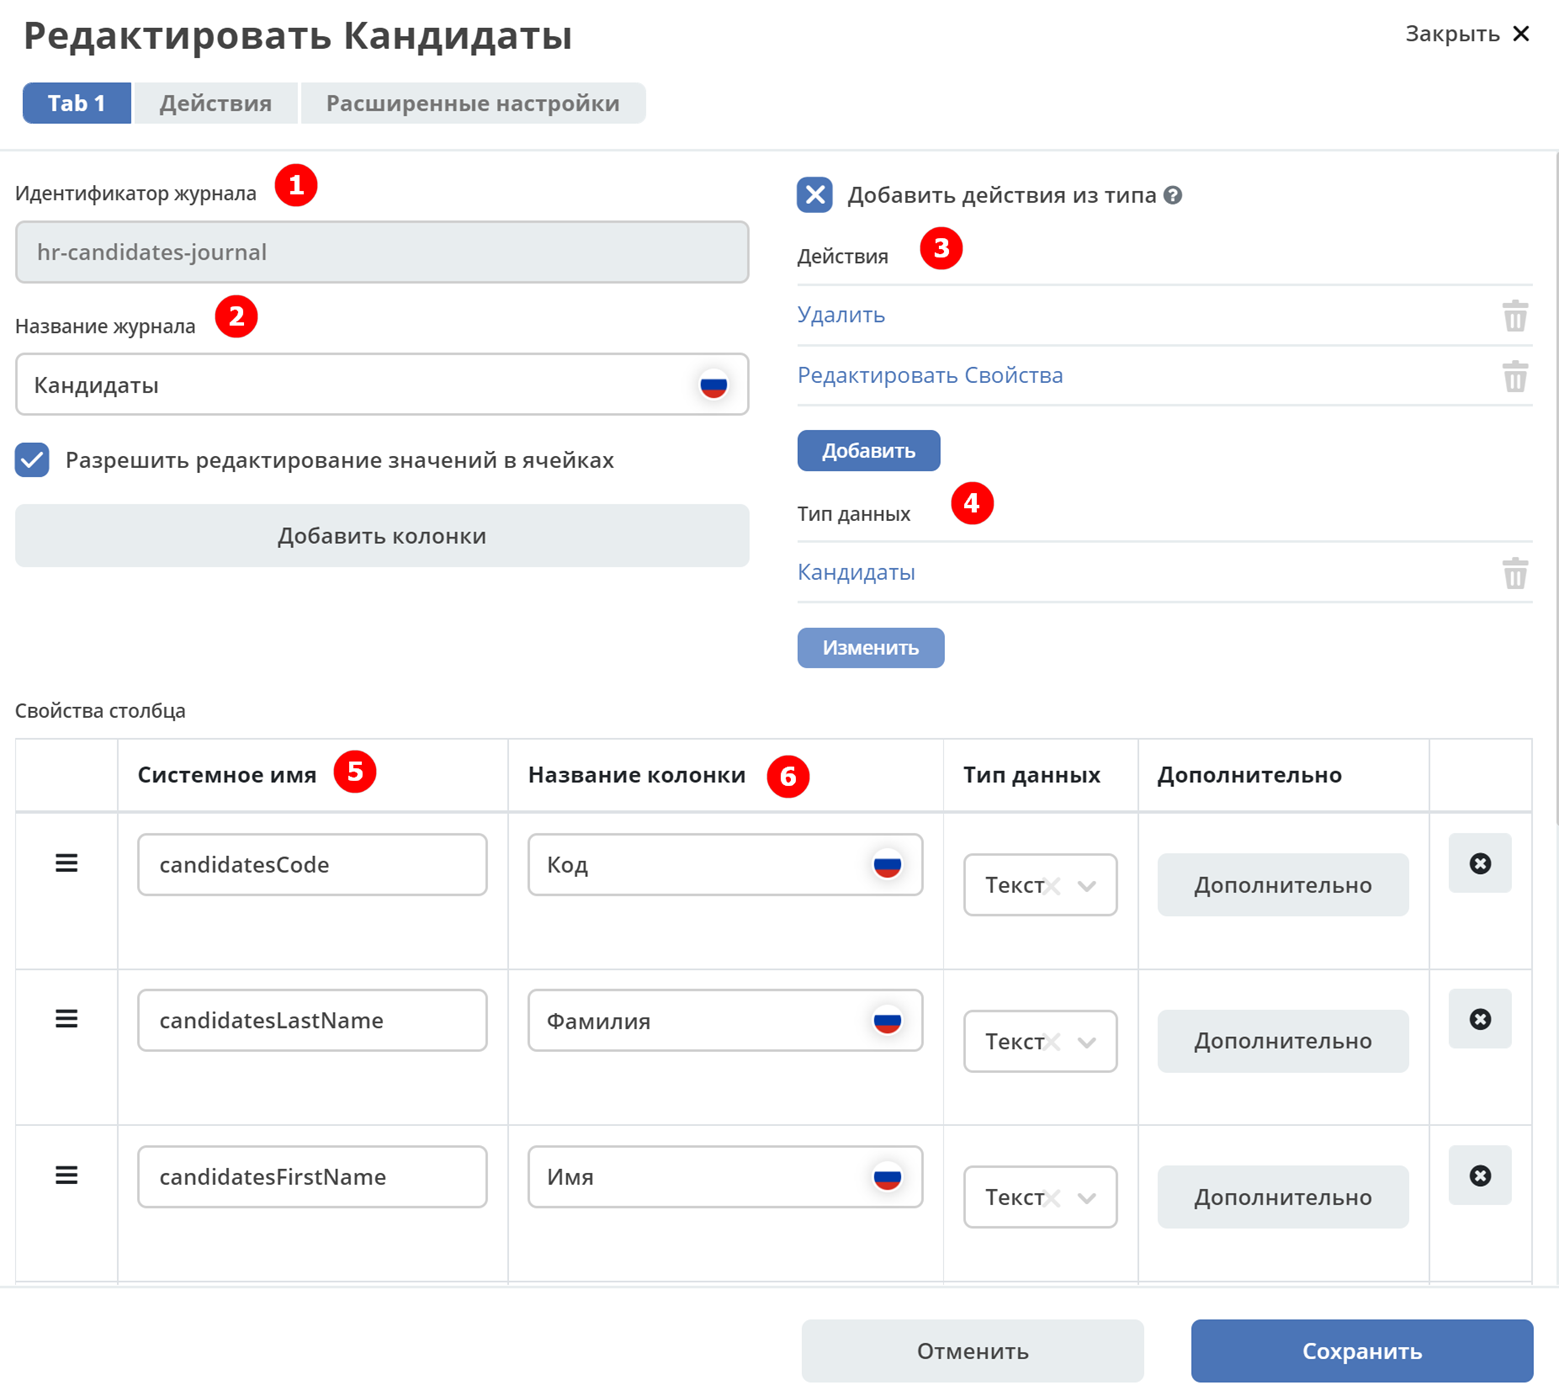 Редактировать Кандидаты
Закрыть
Tab 1
Действия
Расширенные настройки
Идентификатор журнала 1
hr-candidates-journal
Название журнала 2
Кандидаты
Разрешить редактирование значений в ячейках
Добавить колонки
Добавить действия из типа ?
Действия 3
Удалить
Редактировать Свойства
Добавить
Тип данных 4
Кандидаты
Изменить
Свойства столбца
Системное имя 5
Название колонки 6
Тип данных
Дополнительно
candidatesCode
Код
Текст
Дополнительно
candidatesLastName
Фамилия
Текст
Дополнительно
candidatesFirstName
Имя
Текст
Дополнительно
Отменить
Сохранить